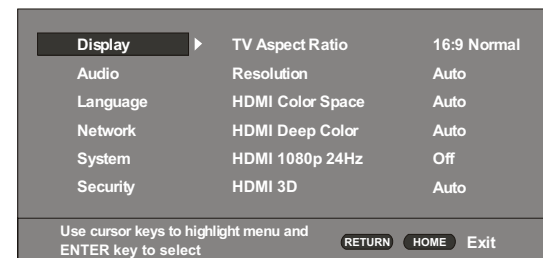 Display TV Aspect Ratio 16:9 Normal
Audio Resolution Auto
Language HDMI Color Space Auto
Network HDMI Deep Color Auto
System HDMI 1080p 24Hz Off
Security HDMI 3D Auto
Use cursor keys to highlight menu and
ENTER key to select
RETURN HOME Exit